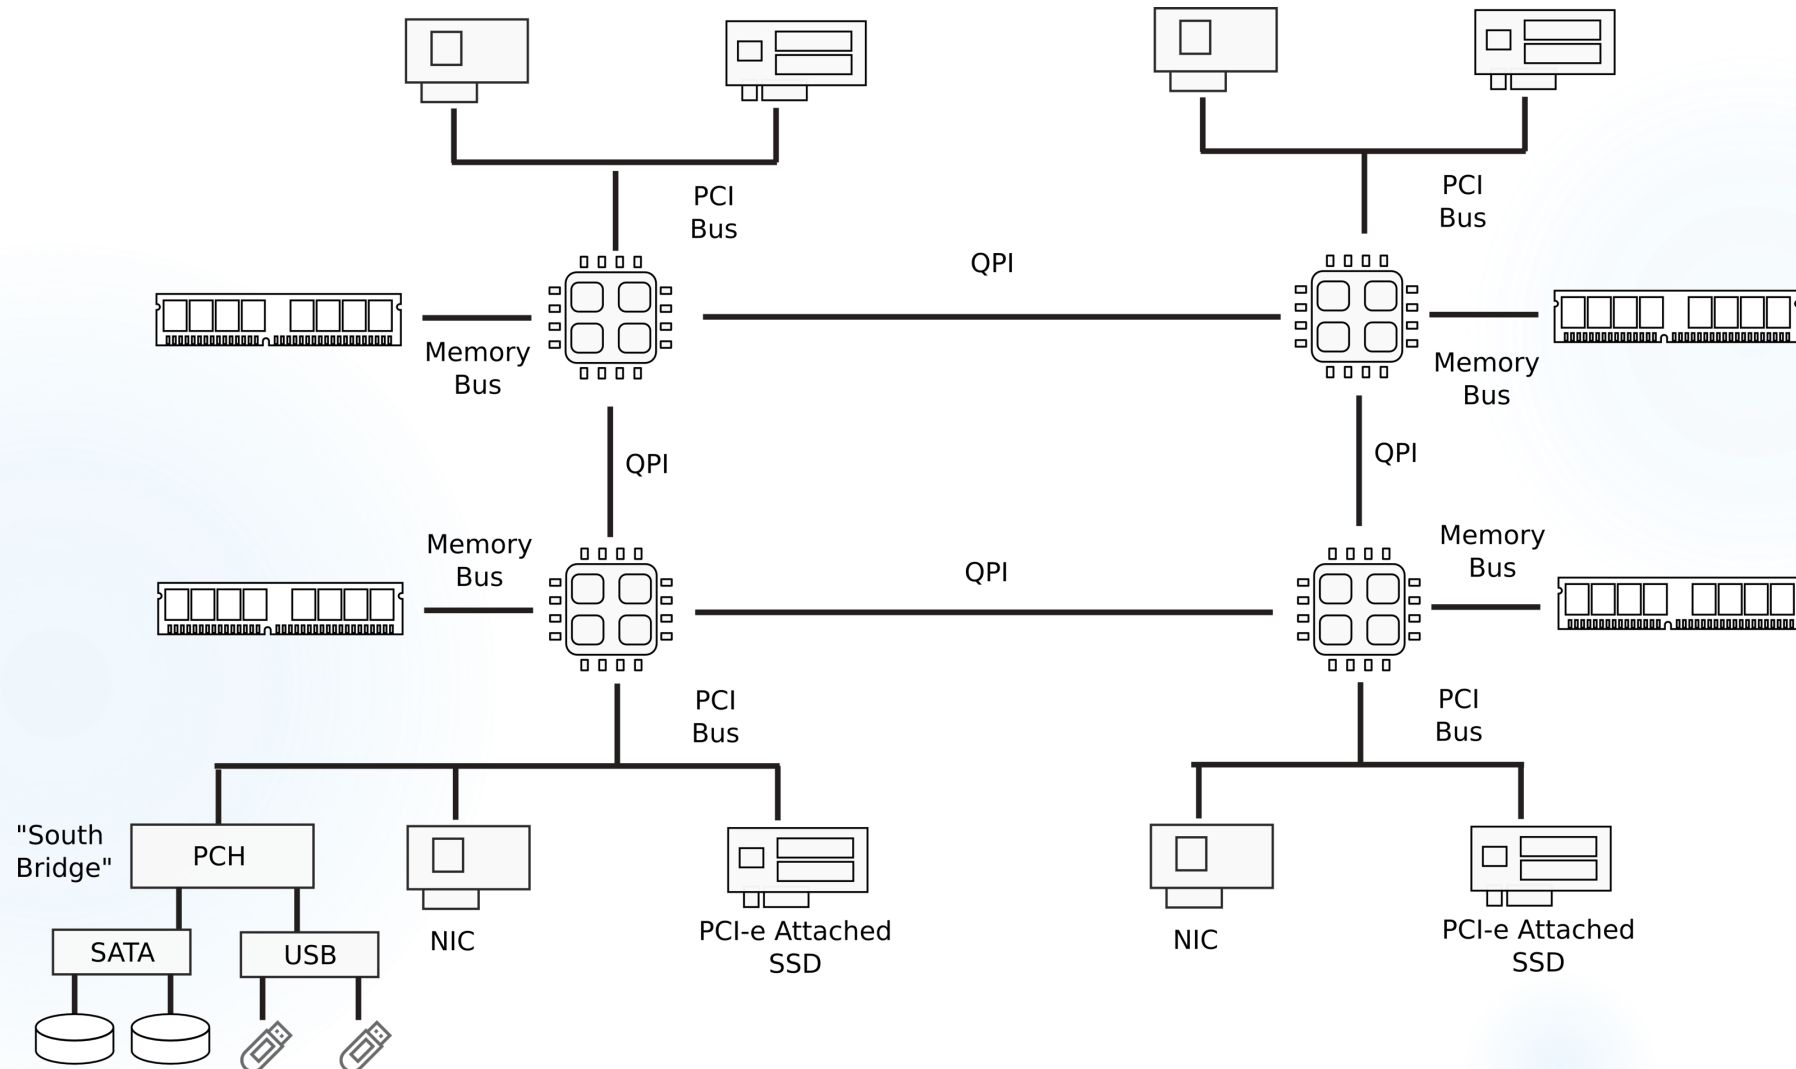 PCI
Bus
PCI
Bus
QPI
Memory
Bus
Memory
Bus
QPI
QPI
Memory
Bus
Memory
Bus
QPI
PCI
Bus
PCI
Bus
"South
Bridge"
PCH
SATA
USB
NIC
PCI-e Attached
SSD
NIC
PCI-e Attached
SSD